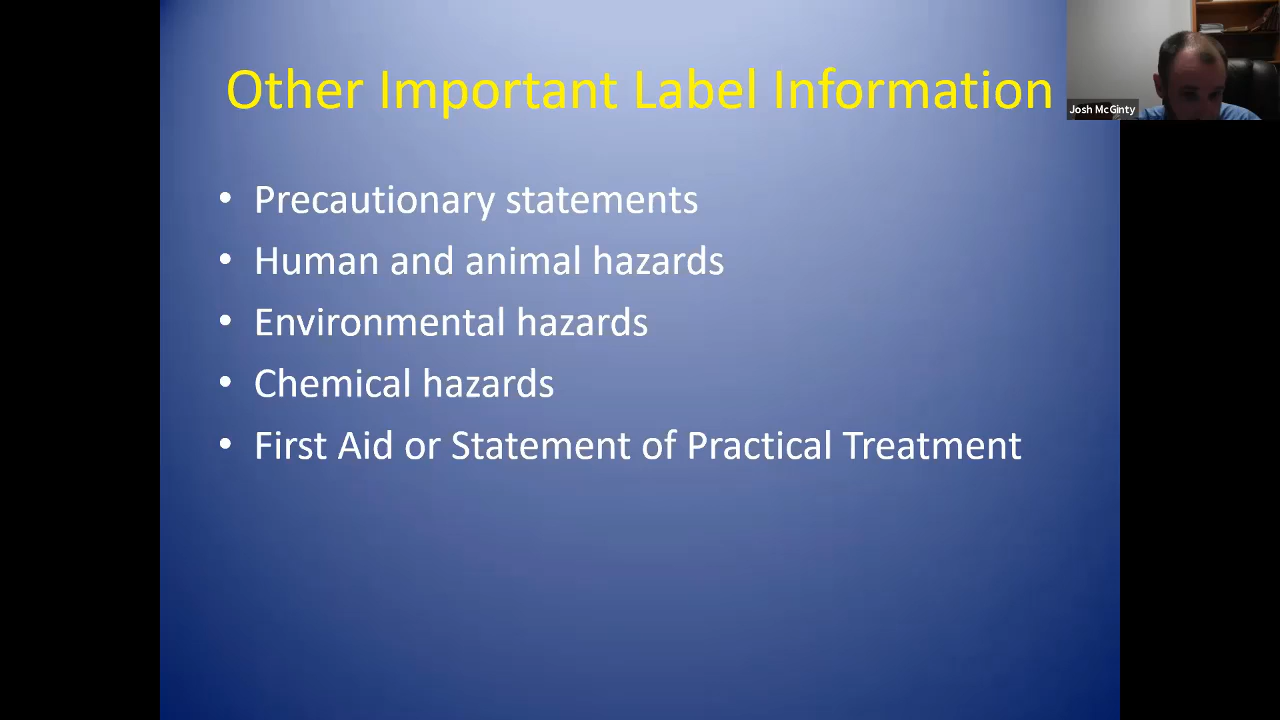 Other Important Label Information
Josh McGinty
• Precautionary statements
• Human and animal hazards
• Environmental hazards
• Chemical hazards
• First Aid or Statement of Practical Treatment